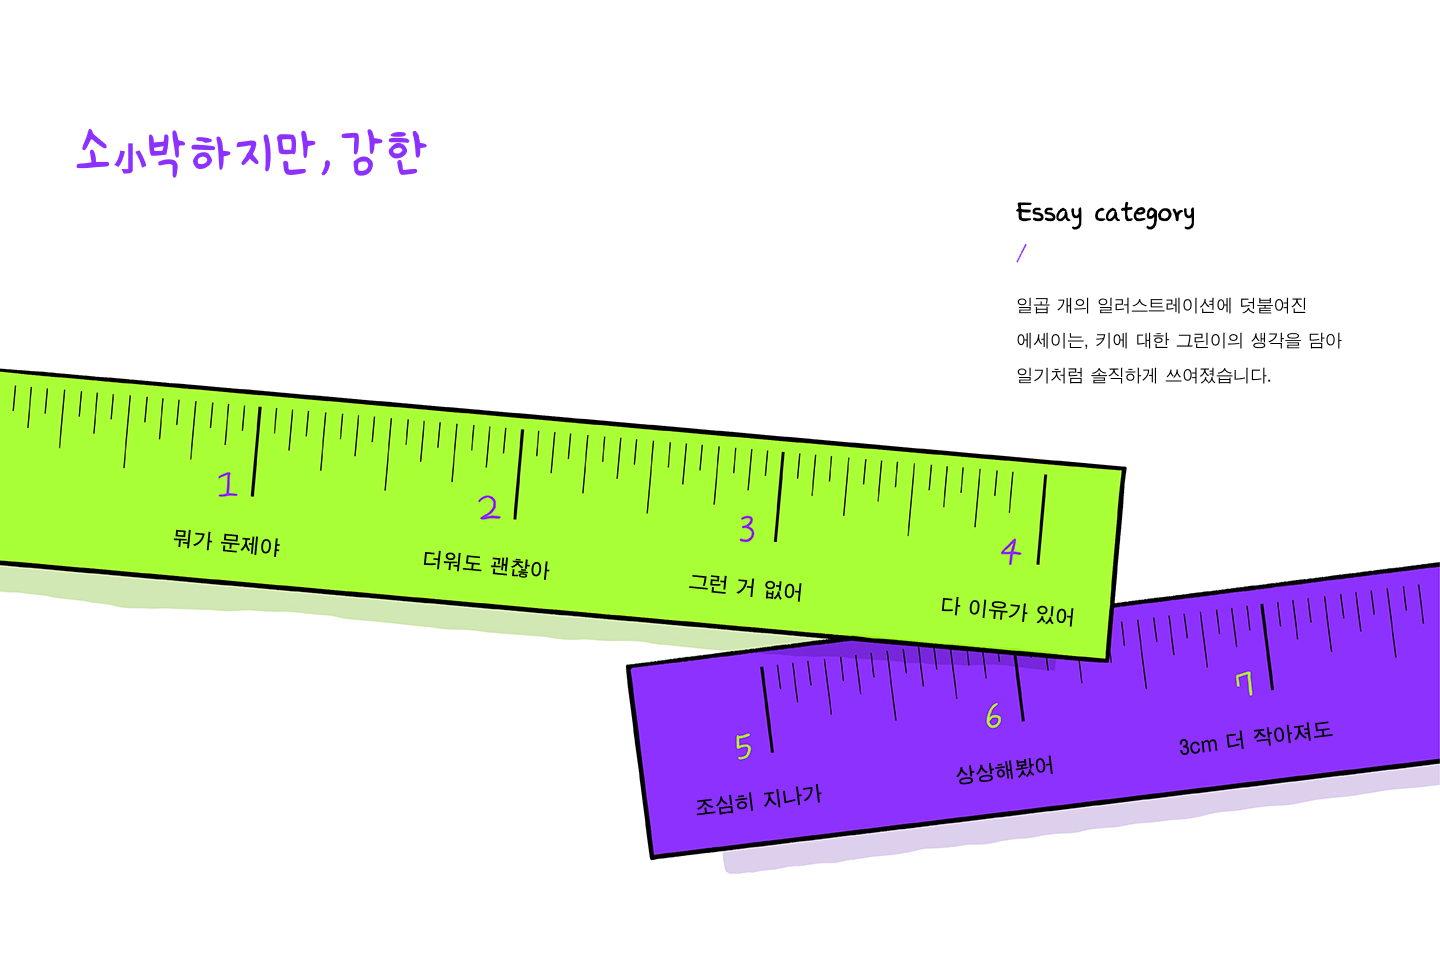 소小박하지만, 강한
Essay category
/
일곱 개의 일러스트레이션에 덧붙여진
에세이는, 키에 대한 그린이의 생각을 담아
일기처럼 솔직하게 쓰여졌습니다.
1
뭐가 문제야
2
더워도 괜찮아
3
그런 거 없어
4
다 이유가 있어
5
조심히 지나가
6
상상해봤어
7
3cm 더 작아져도